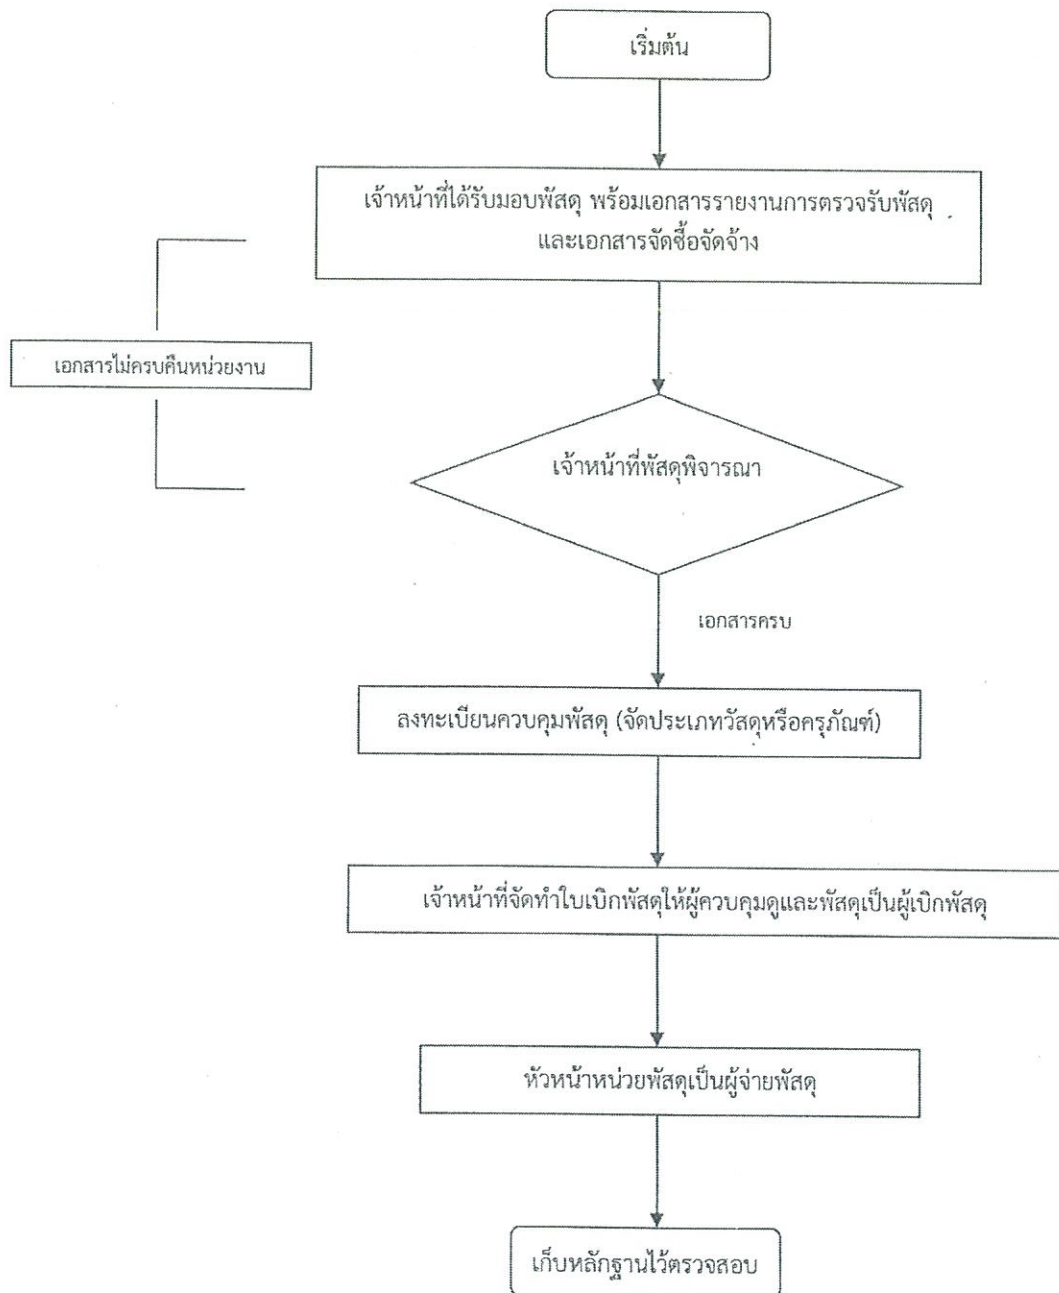 เริ่มต้น
เจ้าหน้าที่ได้รับมอบพัสดุ พร้อมเอกสารรายงานการตรวจรับพัสดุ
และเอกสารจัดซื้อจัดจ้าง
เอกสารไม่ครบคืนหน่วยงาน
เจ้าหน้าที่พัสดุพิจารณา
เอกสารครบ
ลงทะเบียนควบคุมพัสดุ (จัดประเภทวัสดุหรือครุภัณฑ์)
เจ้าหน้าที่จัดทำใบเบิกพัสดุให้ผู้ควบคุมดูและพัสดุเป็นผู้เบิกพัสดุ
หัวหน้าหน่วยพัสดุเป็นผู้จ่ายพัสดุ
เก็บหลักฐานไว้ตรวจสอบ